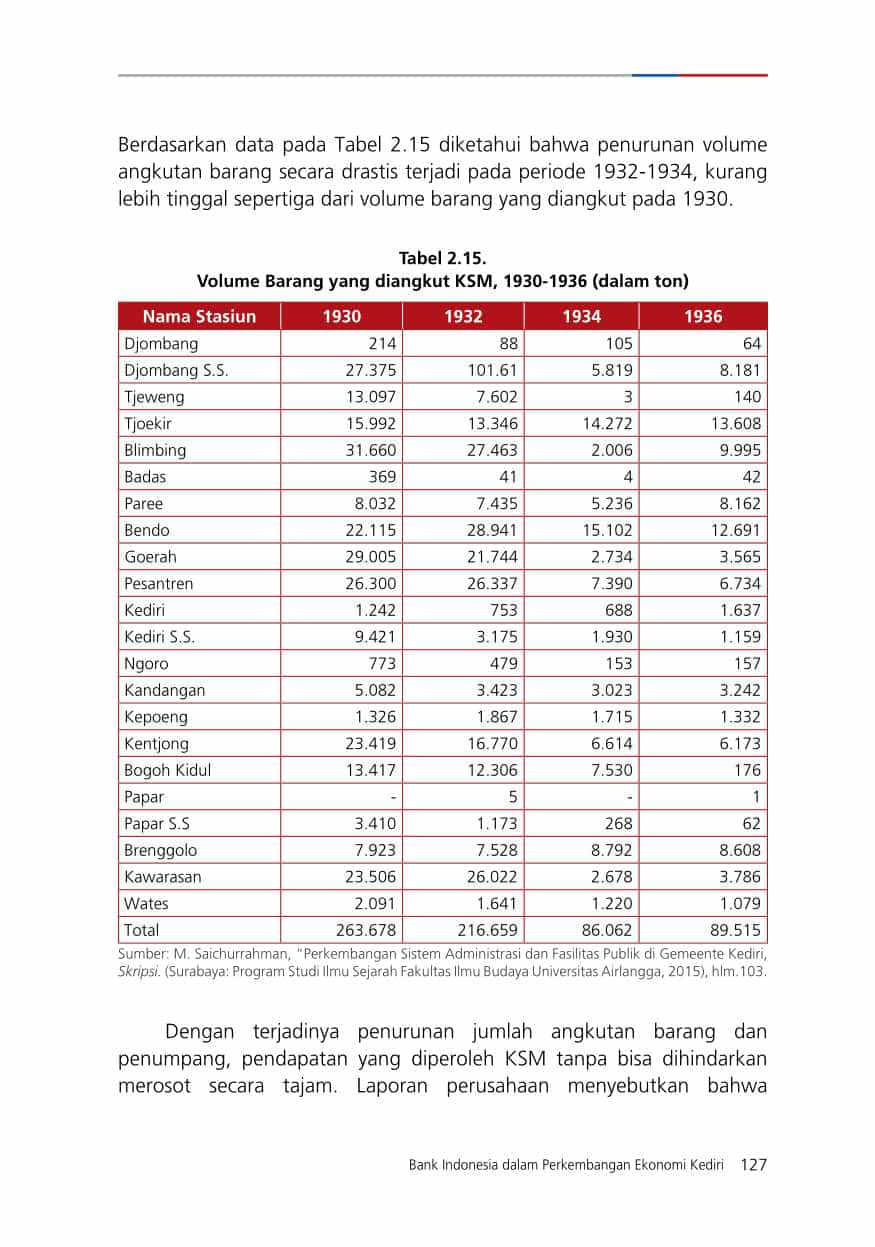 Berdasarkan data pada Tabel 2.15 diketahui bahwa penurunan volume
angkutan barang secara drastis terjadi pada periode 1932-1934, kurang
lebih tinggal sepertiga dari volume barang yang diangkut pada 1930.
Tabel 2.15.
Volume Barang yang diangkut KSM, 1930-1936 (dalam ton)
Nama Stasiun 1930 1932 1934 1936
Djombang 214 88 105 64
Djombang S.S. 27.375 101.61 5.819 8.181
Tjeweng 13.097 7.602 3 140
Tjoekir 15.992 13.346 14.272 13.608
Blimbing 31.660 27.463 2.006 9.995
Badas 369 41 4 42
Paree 8.032 7.435 5.236 8.162
Bendo 22.115 28.941 15.102 12.691
Goerah 29.005 21.744 2.734 3.565
Pesantren 26.300 26.337 7.390 6.734
Kediri 1.242 753 688 1.637
Kediri S.S. 9.421 3.175 1.930 1.159
Ngoro 773 479 153 157
Kandangan 5.082 3.423 3.023 3.242
Kepoeng 1.326 1.867 1.715 1.332
Kentjong 23.419 16.770 6.614 6.173
Bogoh Kidul 13.417 12.306 7.530 176
Papar - 5 - 1
Papar S.S 3.410 1.173 268 62
Brenggolo 7.923 7.528 8.792 8.608
Kawarasan 23.506 26.022 2.678 3.786
Wates 2.091 1.641 1.220 1.079
Total 263.678 216.659 86.062 89.515
Sumber: M. Saichurrahman, “Perkembangan Sistem Administrasi dan Fasilitas Publik di Gemeente Kediri,
Skripsi. (Surabaya: Program Studi Ilmu Sejarah Fakultas Ilmu Budaya Universitas Airlangga, 2015), hlm.103.
Dengan terjadinya penurunan jumlah angkutan barang dan
penumpang, pendapatan yang diperoleh KSM tanpa bisa dihindarkan
merosot secara tajam. Laporan perusahaan menyebutkan bahwa
Bank Indonesia dalam Perkembangan Ekonomi Kediri 127